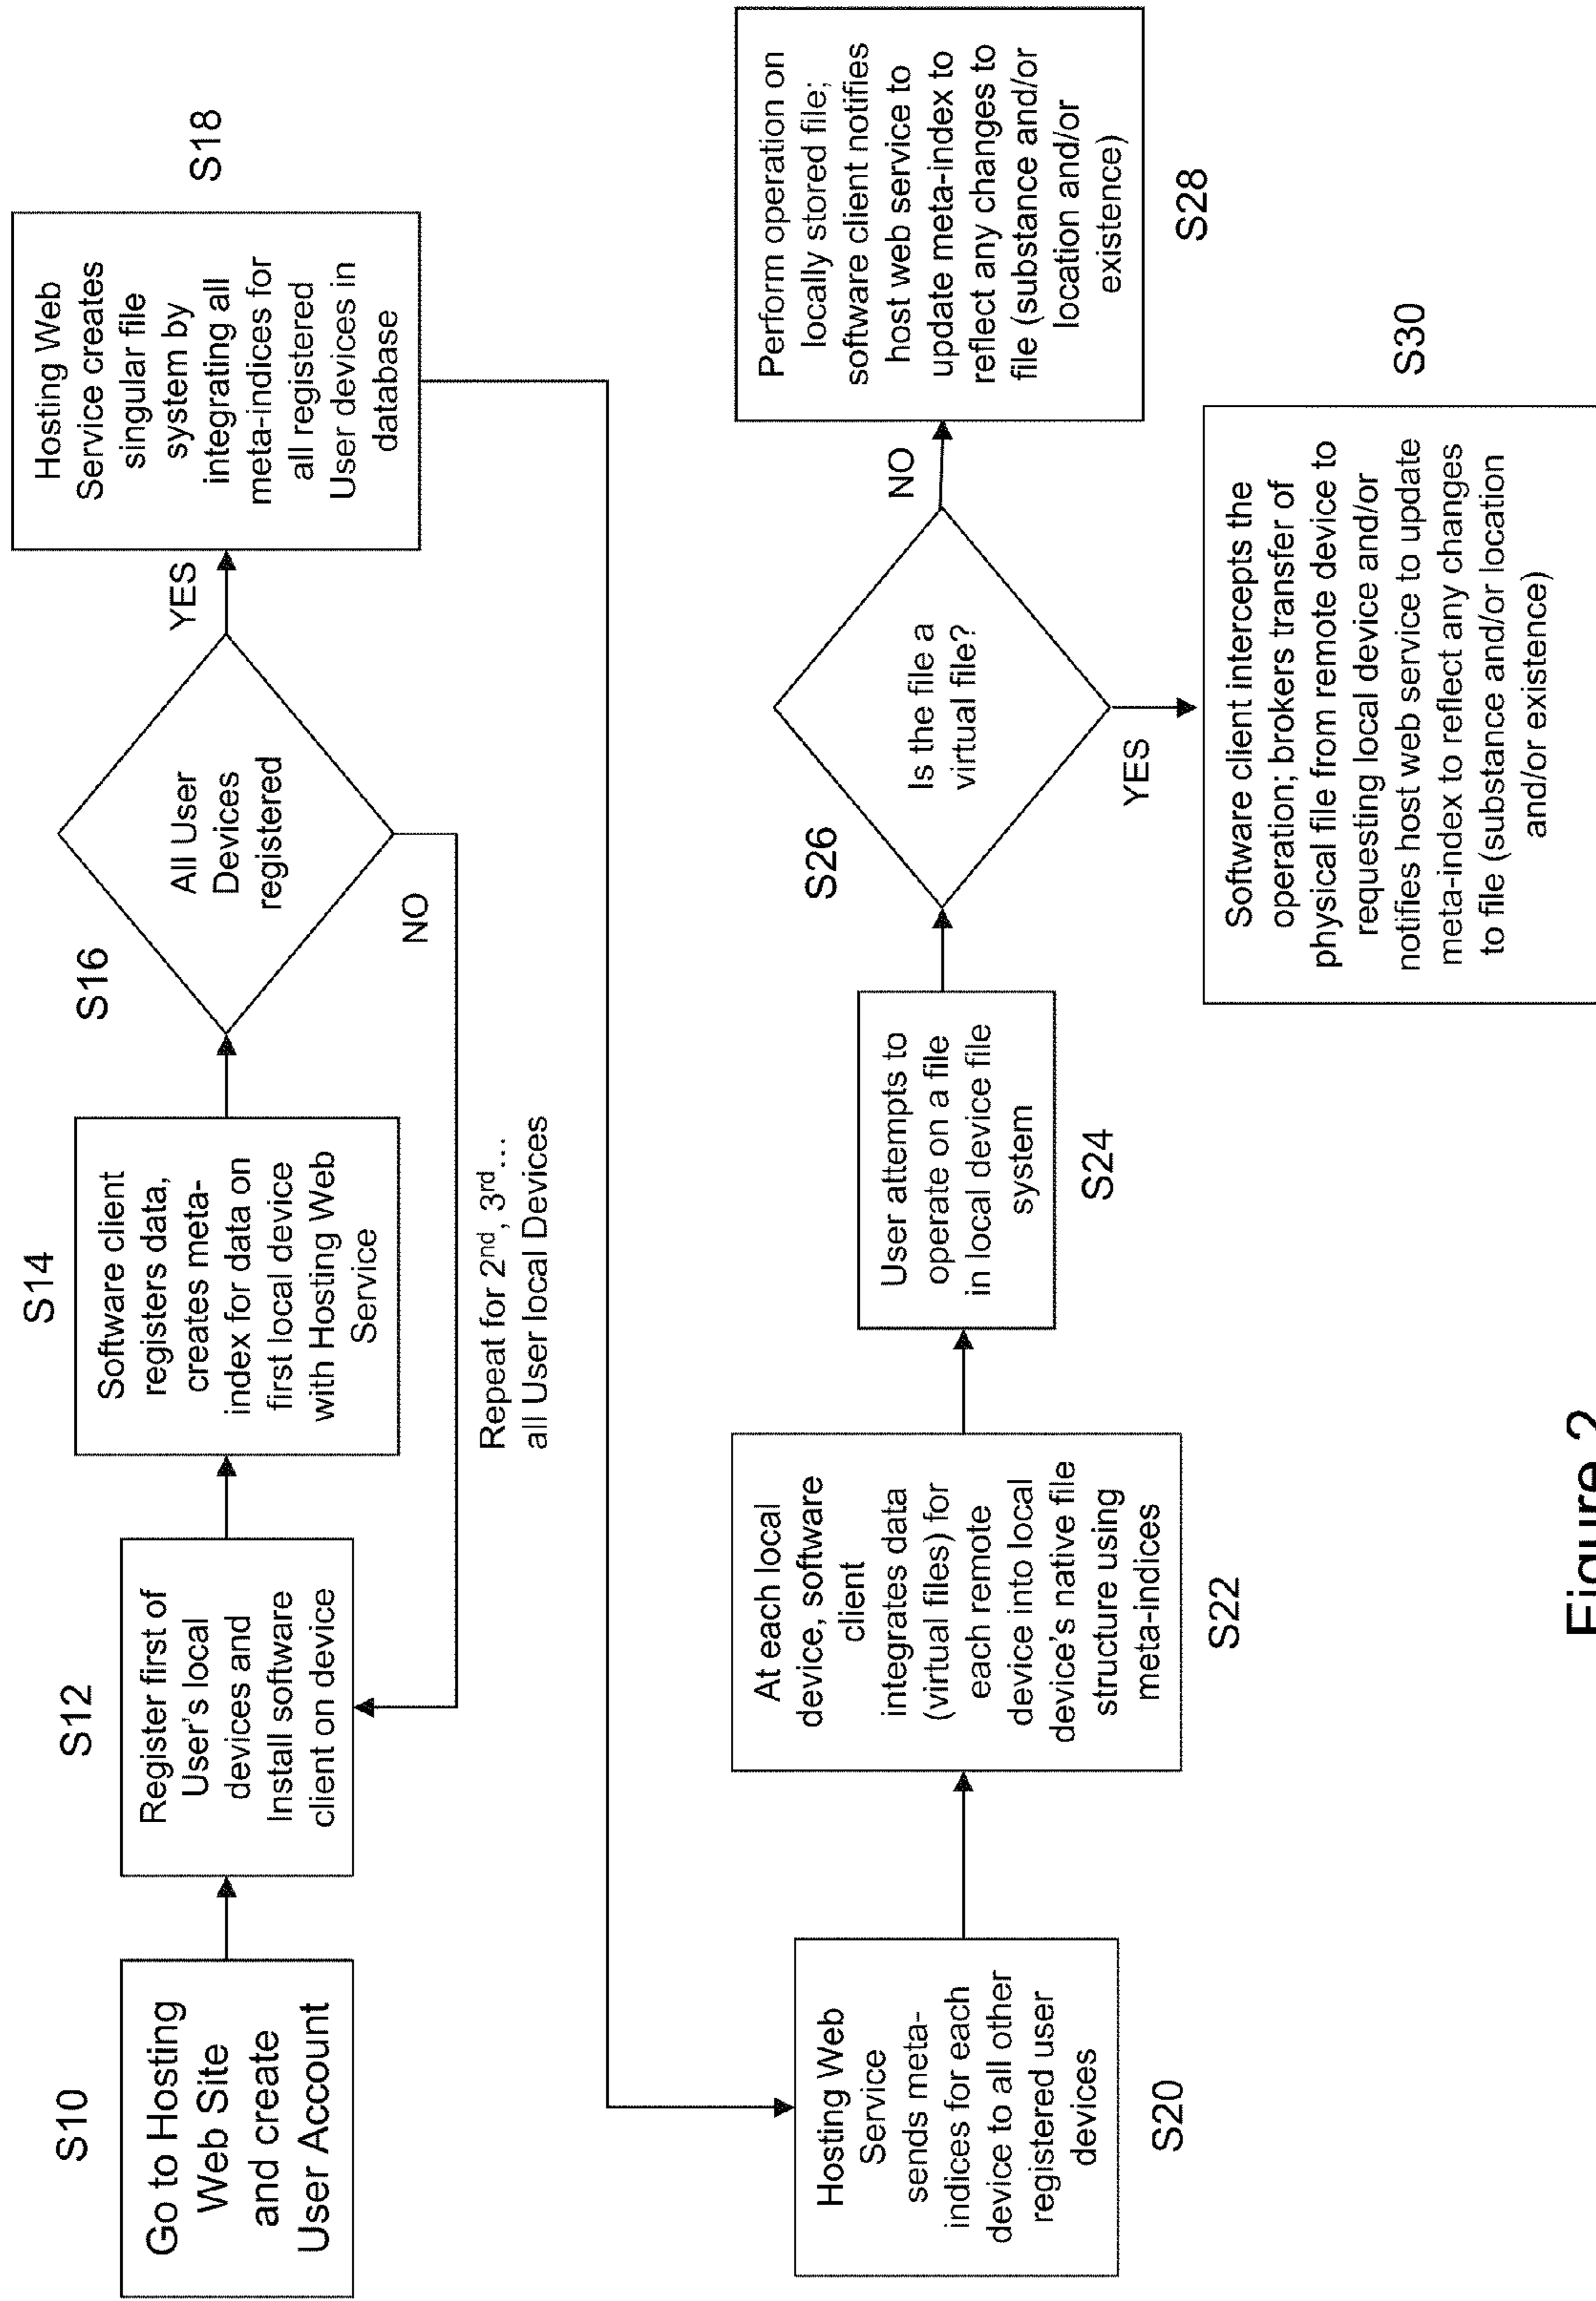 S10
Go to Hosting
Web Site
and create
User Account
S12
Register first of
User's local
devices and
Install software
client on device
S14
Software client
registers data,
creates meta-
index for data on
first local device
with Hosting Web
Service
S16
All User
Devices
registered
YES
NO
Repeat for 2nd, 3rd…
all User local Devices
Hosting Web
Service creates
singular file
system by
integrating all
meta-indices for
all registered
User devices in
database
S18
Hosting Web
Service
sends meta-
indices for each
device to all other
registered user
devices
S20
At each local
device, software
client
integrates data
(virtual files) for
each remote
device into local
device's native file
structure using
meta-indices
S22
User attempts to
operate on a file
in local device file
system
S24
S26
Is the file a
virtual file?
NO
YES
Perform operation on
locally stored file;
software client notifies
host web service to
update meta-index to
reflect any changes to
file (substance and/or
location and/or
existence)
S28
Software client intercepts the
operation; brokers transfer of
physical file from remote device to
requesting local device and/or
notifies host web service to update
meta-index to reflect any changes
to file (substance and/or location
and/or existence)
S30
Figure 2